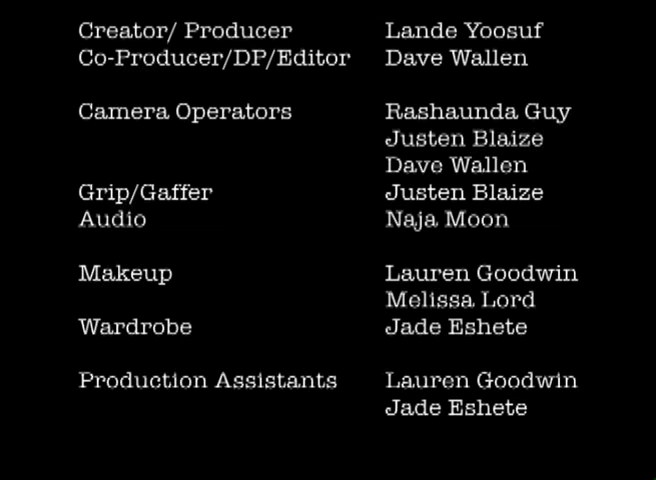 Creator/ Producer Lande Yoosuf
Co-Producer/DP/Editor Dave Wallen
Camera Operators Rashaunda Guy
Justen Blaize
Dave Wallen
Grip/Gaffer Justen Blaize
Audio Naja Moon
Makeup Lauren Goodwin
Melissa Lord
Wardrobe Jade Eshete
Production Assistants Lauren Goodwin
Jade Eshete